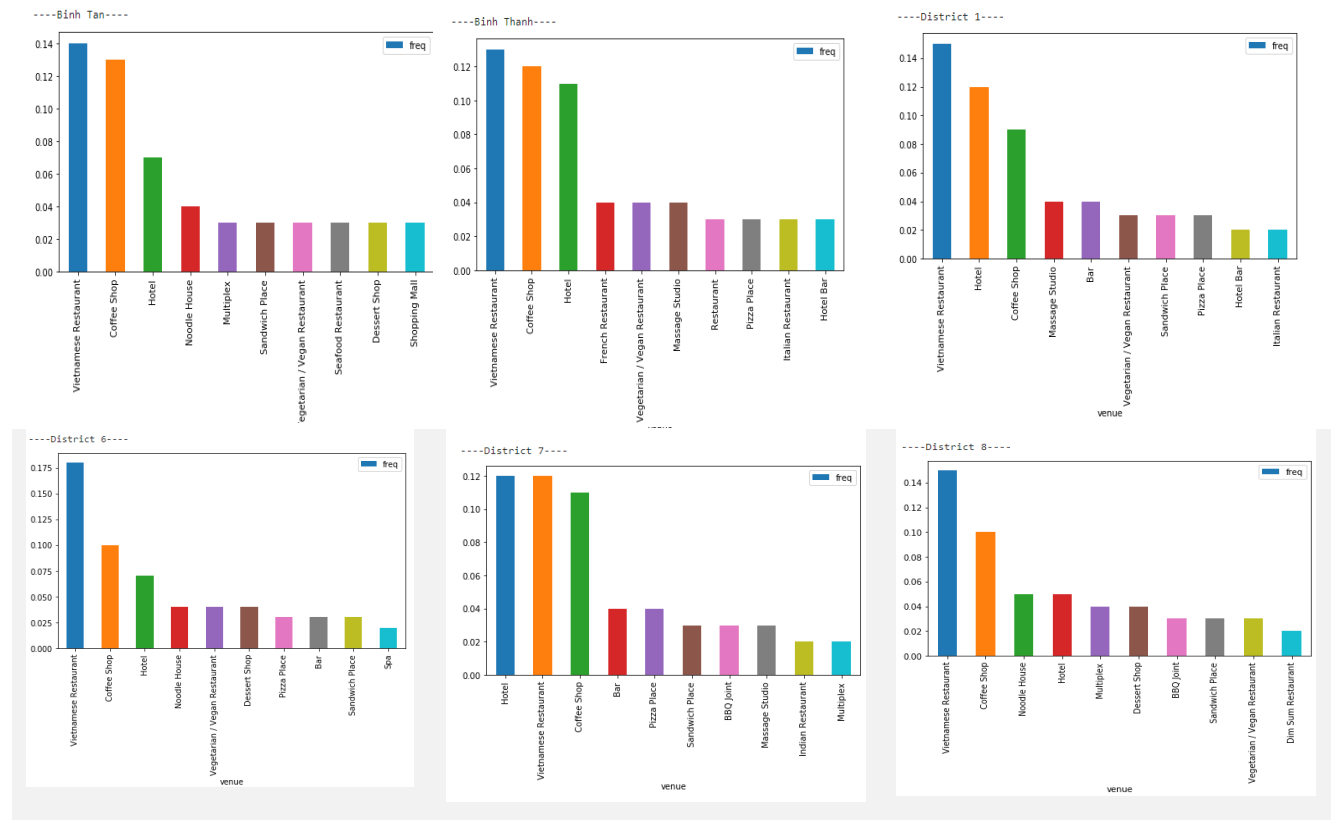 ----Binh Tan----
freq
0.14
0.12
0.10
0.08
0.06
0.04
0.02
0.00
Vietnamese Restaurant
Coffee Shop
Hotel
Noodle House
Multiplex
Sandwich Place
egetarian / Vegan Restaurant
Seafood Restaurant
Dessert Shop
Shopping Mall
----Binh Thanh----
freq
0.12
0.10
0.08
0.06
0.04
0.02
0.00
Vietnamese Restaurant
Coffee Shop
Hotel
French Restaurant
Vegetarian / Vegan Restaurant
Massage Studio
Restaurant
Pizza Place
Italian Restaurant
Hotel Bar
----District 1----
freq
0.14
0.12
0.10
0.08
0.06
0.04
0.02
0.00
Vietnamese Restaurant
Hotel
Coffee Shop
Massage Studio
Bar
Vegetarian / Vegan Restaurant
Sandwich Place
Pizza Place
Hotel Bar
Italian Restaurant
venue
----District 6----
freq
0.175
0.150
0.125
0.100
0.075
0.050
0.025
0.000
Vietnamese Restaurant
Coffee Shop
Hotel
Noodle House
Vegetarian / Vegan Restaurant
Dessert Shop
Pizza Place
Bar
Sandwich Place
Spa
venue
----District 7----
freq
0.12
0.10
0.08
0.06
0.04
0.02
0.00
Hotel
Vietnamese Restaurant
Coffee Shop
Bar
Pizza Place
Sandwich Place
BBQ Joint
Massage Studio
Indian Restaurant
Multiplex
venue
----District 8----
freq
0.14
0.12
0.10
0.08
0.06
0.04
0.02
0.00
Vietnamese Restaurant
Coffee Shop
Noodle House
Hotel
Multiplex
Dessert Shop
BBQ Joint
Sandwich Place
Vegetarian / Vegan Restaurant
Dim Sum Restaurant
venue